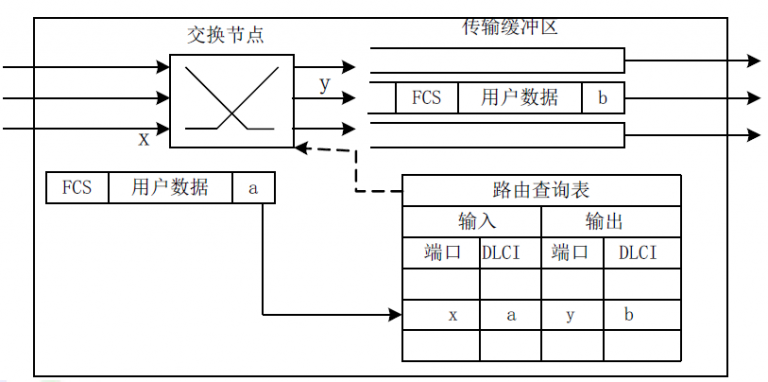 交换节点
传输缓冲区
y
FCS 用户数据 b
x
FCS 用户数据 a
路由查询表
输入 输出
端口 DLCI 端口 DLCI
x a y b